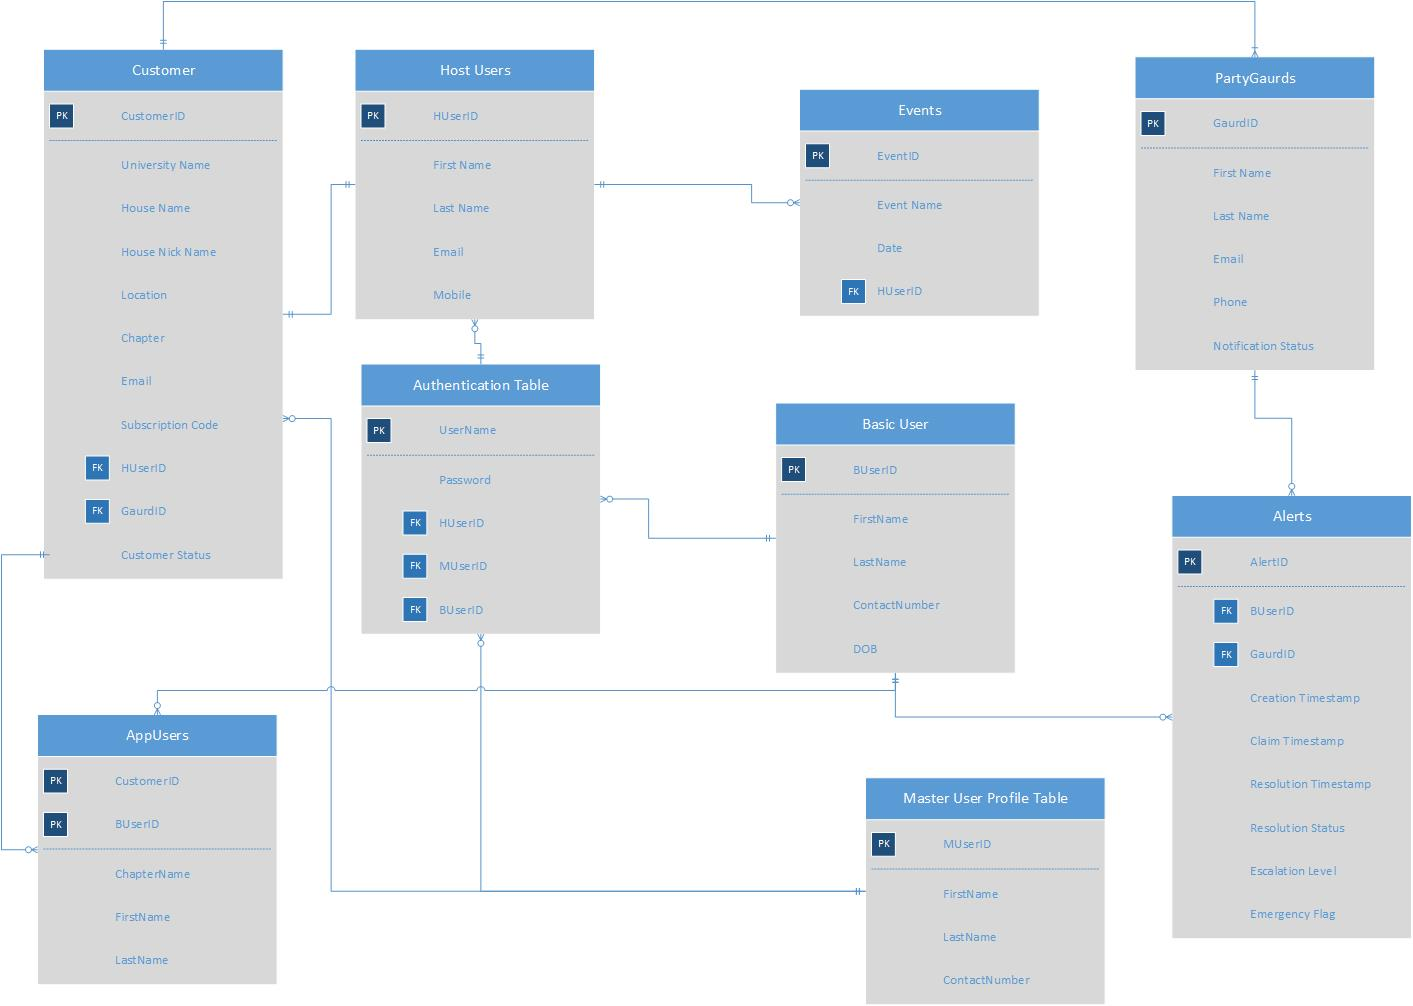 Customer
PK CustomerID
University Name
House Name
House Nick Name
Location
Chapter
Email
Subscription Code
FK HUserID
FK GaurdID
Customer Status
Host Users
PK HUserID
First Name
Last Name
Email
Mobile
Events
PK EventID
Event Name
Date
FK HUserID
PartyGaurds
PK GaurdID
First Name
Last Name
Email
Phone
Notification Status
Authentication Table
PK UserName
Password
FK HUserID
FK MUserID
FK BUserID
Basic User
PK BUserID
FirstName
LastName
ContactNumber
DOB
Alerts
PK AlertID
FK BUserID
FK GaurdID
Creation Timestamp
Claim Timestamp
Resolution Timestamp
Resolution Status
Escalation Level
Emergency Flag
AppUsers
PK CustomerID
PK BUserID
ChapterName
FirstName
LastName
Master User Profile Table
PK MUserID
FirstName
LastName
ContactNumber